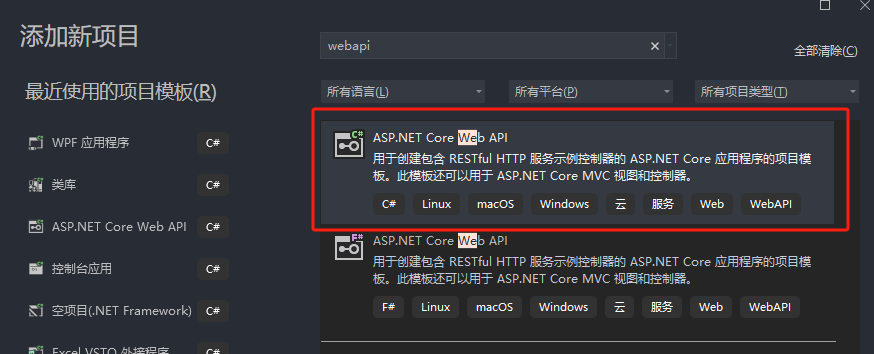 添加新项目
webapi
全部清除(C)
最近使用的项目模板(R)
所有语言(L)
所有平台(P)
所有项目类型(T)
WPF 应用程序
C#
类库
C#
ASP.NET Core Web API
C#
控制台应用
C#
空项目(.NET Framework)
C#
Excel VSTO 外接程序
C#
C#
ASP.NET Core Web API
用于创建包含 RESTful HTTP 服务示例控制器的 ASP.NET Core 应用程序的项目模
板。此模板还可以用于 ASP.NET Core MVC 视图和控制器。
C# Linux macOS Windows 云 服务 Web WebAPI
F#
ASP.NET Core Web API
用于创建包含 RESTful HTTP 服务示例控制器的 ASP.NET Core 应用程序的项目模
板。此模板还可以用于 ASP.NET Core MVC 视图和控制器。
F# Linux macOS Windows 云 服务 Web WebAPI